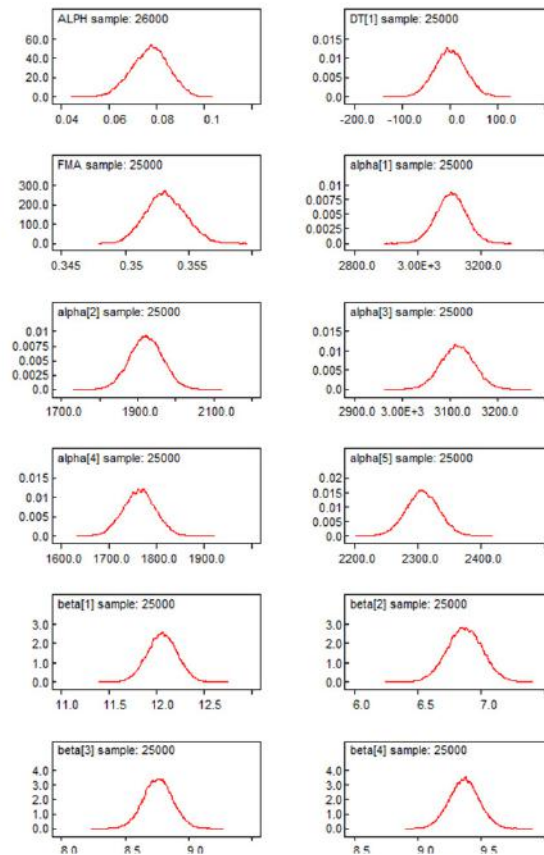 ALPH sample: 26000
60.0
40.0
20.0
0.0
0.04 0.06 0.08 0.1
DT[1] sample: 25000
0.015
0.01
0.005
0.0
-200.0 -100.0 0.0 100.0
FMA sample: 25000
300.0
200.0
100.0
0.0
0.345 0.35 0.355
alpha[1] sample: 25000
0.01
0.0075
0.005
0.0025
0.0
2800.0 3.00E+3 3200.0
alpha[2] sample: 25000
0.01
0.0075
0.005
0.0025
0.0
1700.0 1900.0 2100.0
alpha[3] sample: 25000
0.015
0.01
0.005
0.0
2900.0 3.00E+3 3100.0 3200.0
alpha[4] sample: 25000
0.015
0.01
0.005
0.0
1600.0 1700.0 1800.0 1900.0
alpha[5] sample: 25000
0.02
0.015
0.01
0.005
0.0
2200.0 2300.0 2400.0
beta[1] sample: 25000
3.0
2.0
1.0
0.0
11.0 11.5 12.0 12.5
beta[2] sample: 25000
3.0
2.0
1.0
0.0
6.0 6.5 7.0
beta[3] sample: 25000
4.0
3.0
2.0
1.0
0.0
8.0 8.5 9.0
beta[4] sample: 25000
4.0
3.0
2.0
1.0
0.0
8.5 9.0 9.5